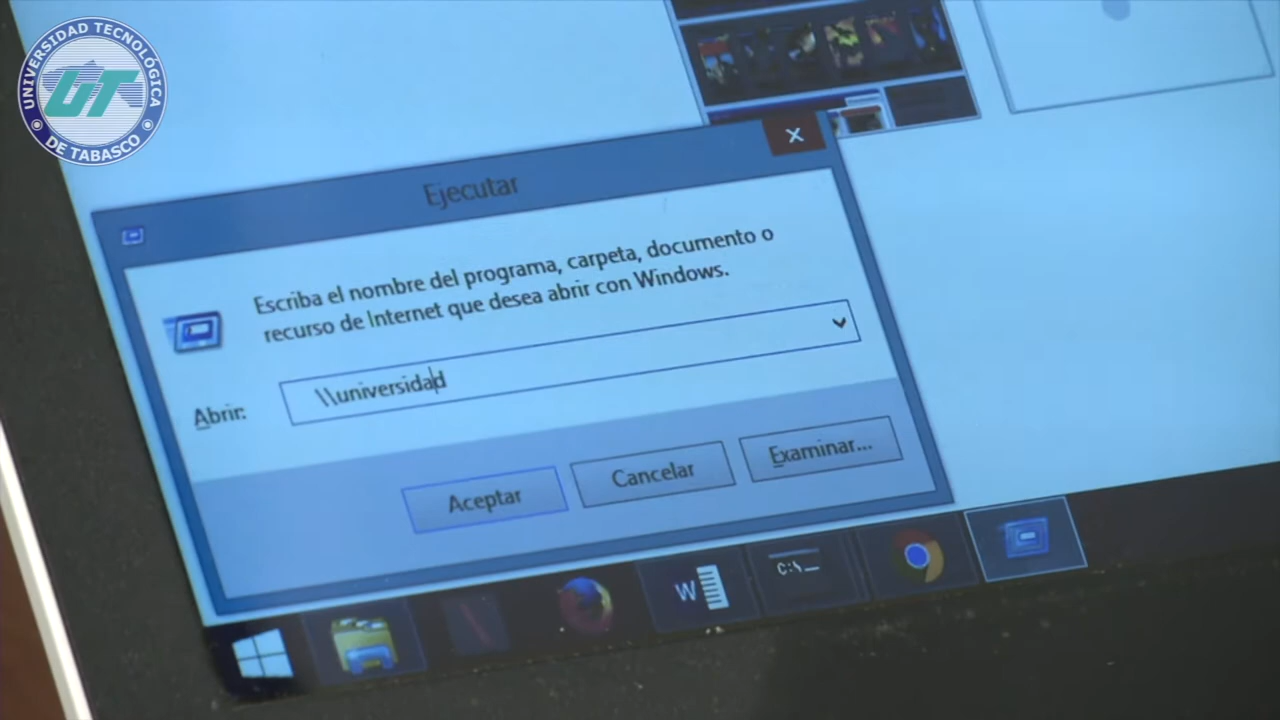 UNIVERSIDAD TECNOLÓGICA
UT
DE TABASCO
Ejecutar
Escriba el nombre del programa, carpeta, documento o
recurso de Internet que desea abrir con Windows.
Abrir:
\\universidad
Aceptar
Cancelar
Examinar...
W
C:\_